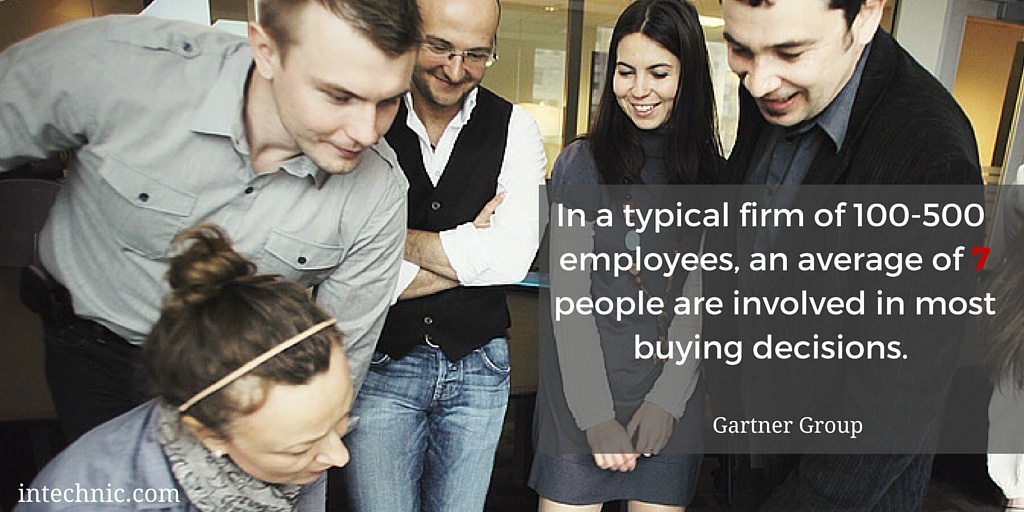 In a typical firm of 100-500
employees, an average of 7
people are involved in most
buying decisions.
Gartner Group
intechnic.com